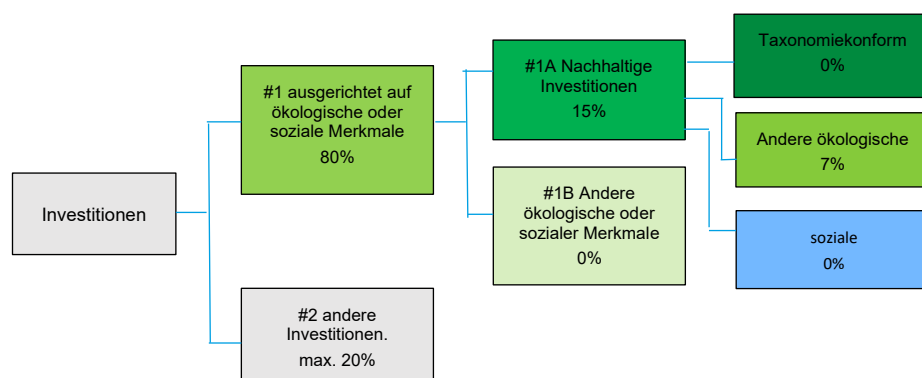 Investitionen
#1 ausgerichtet auf
ökologische oder
soziale Merkmale
80%
#2 andere
Investitionen.
max. 20%
#1A Nachhaltige
Investitionen
15%
#1B Andere
ökologische oder
sozialer Merkmale
0%
Taxonomiekonform
0%
Andere ökologische
7%
soziale
0%